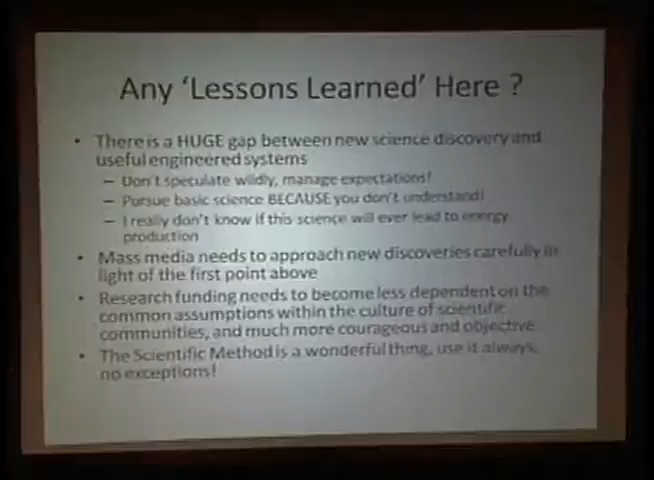 Any 'Lessons Learned' Here ?
• There is a HUGE gap between new science discovery and
useful engineered systems
– Don't speculate wildly, manage expectations!
– Pursue basic science BECAUSE you don't understand!
– I really don't know if this science will ever lead to energy
production
• Mass media needs to approach new discoveries carefully in
light of the first point above
• Research funding needs to become less dependent on the
common assumptions within the culture of scientific
communities, and much more courageous and objective
• The Scientific Method is a wonderful thing, use it always,
no exceptions!